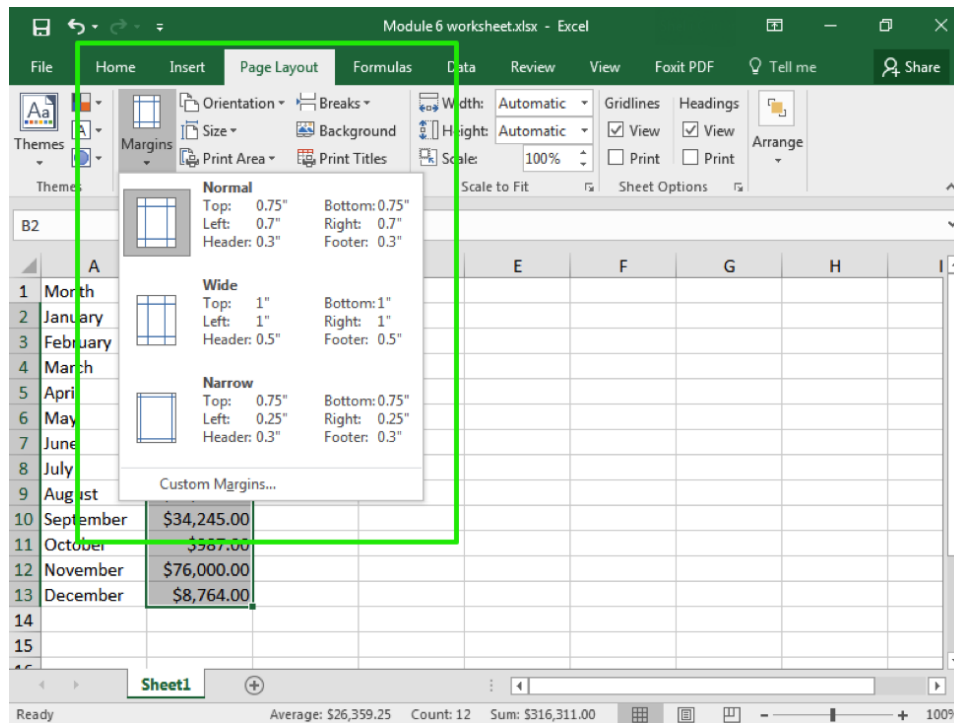 Module 6 worksheet.xlsx - Excel
File Home Insert Page Layout Formulas Data Review View Foxit PDF Tell me Share
Themes
Margins
Orientation
Size
Print Area
Breaks
Background
Print Titles
Width: Automatic
Height: Automatic
Scale: 100%
Gridlines Headings
View View
Print Print
Arrange
Themes Scale to Fit Sheet Options
B2
Normal
Top: 0.75" Bottom: 0.75"
Left: 0.7" Right: 0.7"
Header: 0.3" Footer: 0.3"
Wide
Top: 1" Bottom: 1"
Left: 1" Right: 1"
Header: 0.5" Footer: 0.5"
Narrow
Top: 0.75" Bottom: 0.75"
Left: 0.25" Right: 0.25"
Header: 0.3" Footer: 0.3"
Custom Margins...
A E F G H I
1 Month
2 January
3 February
4 March
5 April
6 May
7 June
8 July
9 August
10 September $34,245.00
11 October $987.00
12 November $76,000.00
13 December $8,764.00
14
15
Sheet1
Ready Average: $26,359.25 Count: 12 Sum: $316,311.00 100%